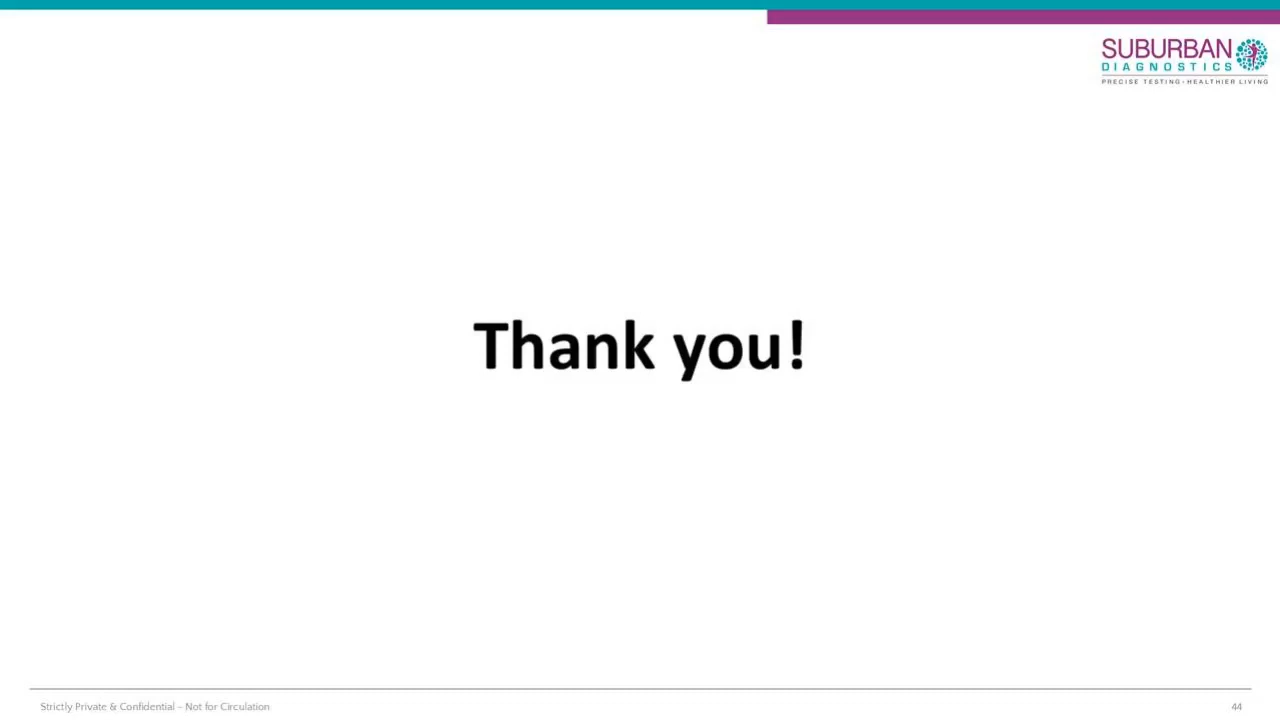 SUBURBAN
DIAGNOSTICS
PRECISE TESTING-HEALTHIER LIVING
Thank you!
Strictly Private & Confidential – Not for Circulation
44